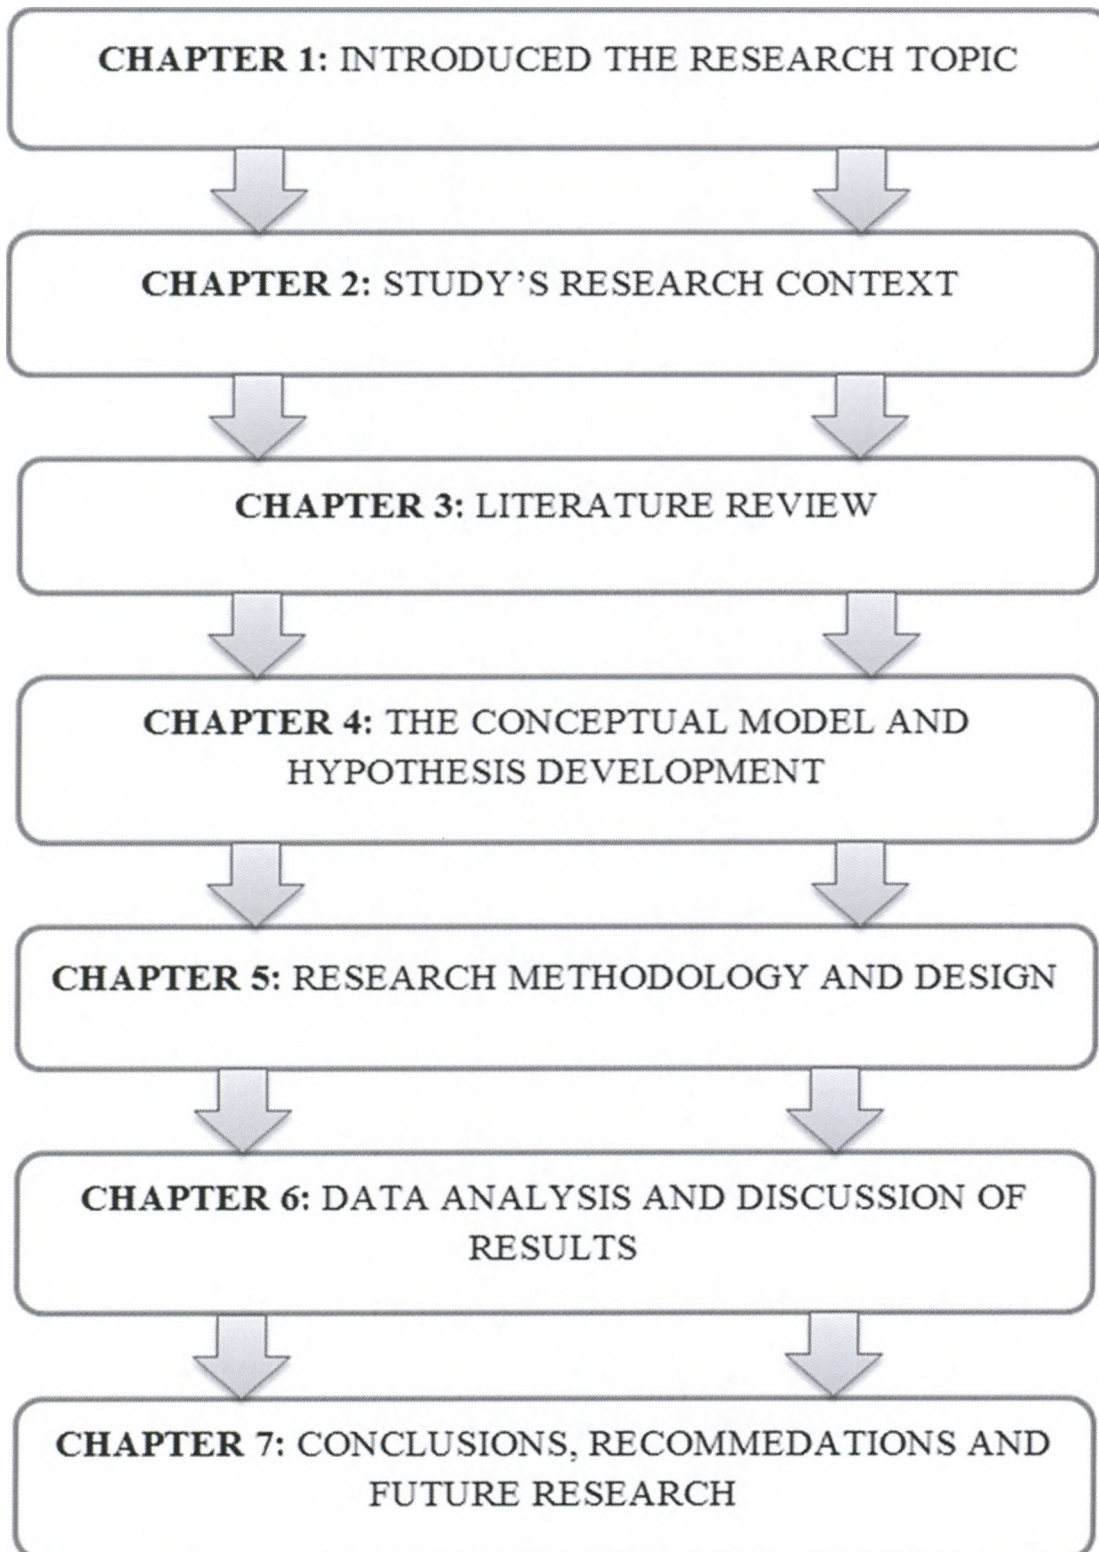 CHAPTER 1: INTRODUCED THE RESEARCH TOPIC
CHAPTER 2: STUDY’S RESEARCH CONTEXT
CHAPTER 3: LITERATURE REVIEW
CHAPTER 4: THE CONCEPTUAL MODEL AND
HYPOTHESIS DEVELOPMENT
CHAPTER 5: RESEARCH METHODOLOGY AND DESIGN
CHAPTER 6: DATA ANALYSIS AND DISCUSSION OF
RESULTS
CHAPTER 7: CONCLUSIONS, RECOMMEDATIONS AND
FUTURE RESEARCH